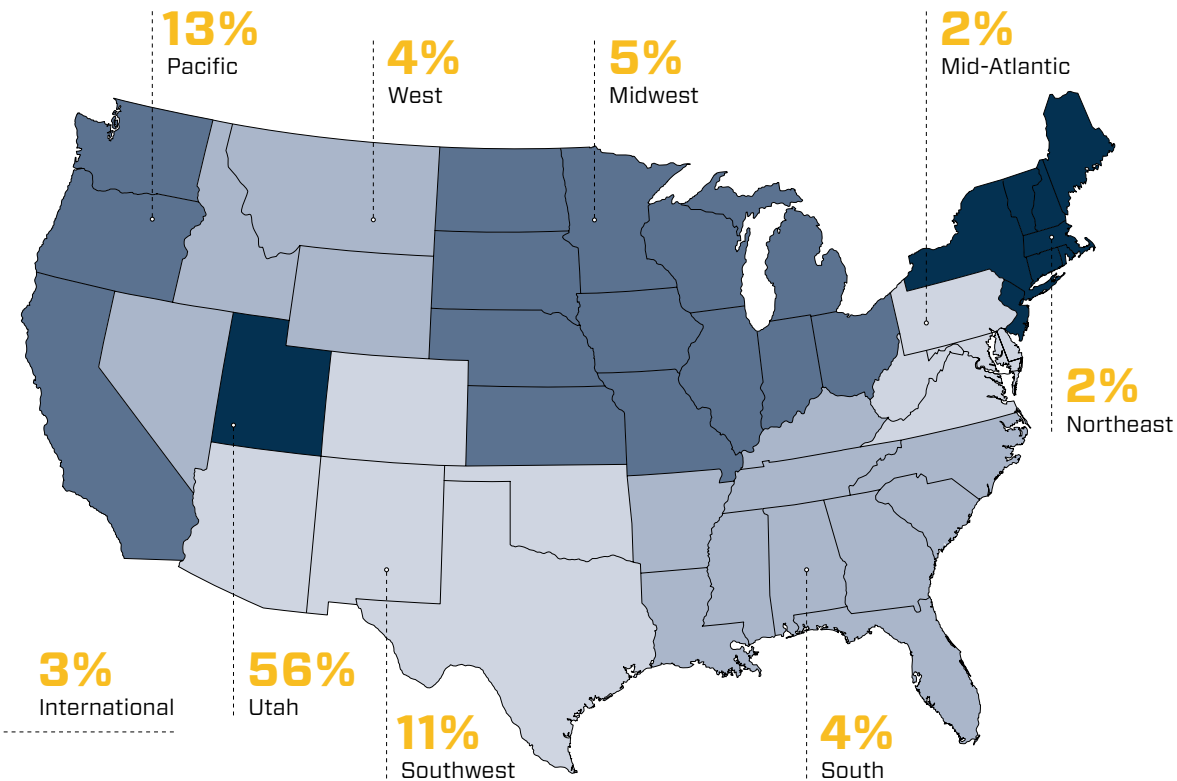 13%
Pacific
4%
West
5%
Midwest
2%
Mid-Atlantic
2%
Northeast
3%
International
56%
Utah
11%
Southwest
4%
South